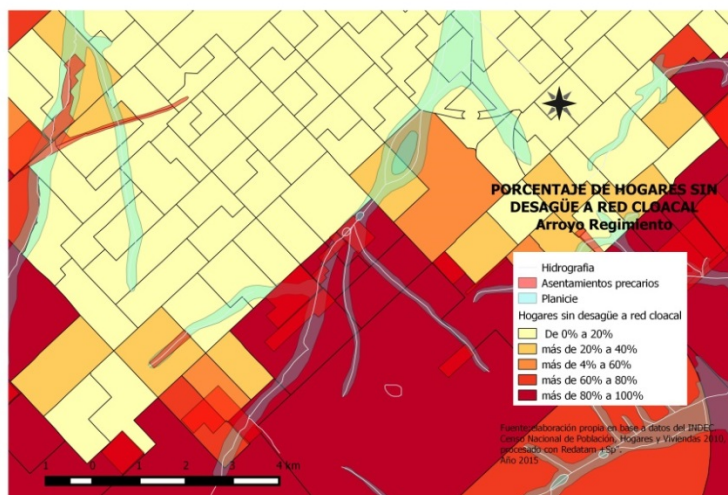 PORCENTAJE DE HOGARES SIN
DESAGÜE A RED CLOACAL
Arroyo Regimiento
Hidrografia
Asentamientos precarios
Planicie
Hogares sin desagüe a red cloacal
De 0% a 20%
más de 20% a 40%
más de 4% a 60%
más de 60% a 80%
más de 80% a 100%
Fuente:elaboración propia en base a datos del INDEC
Censo Nacional de Población, Hogares y Viviendas 2010,
procesado con Redatam +Sp".
Año 2015
1 0 1 2 3 4 km